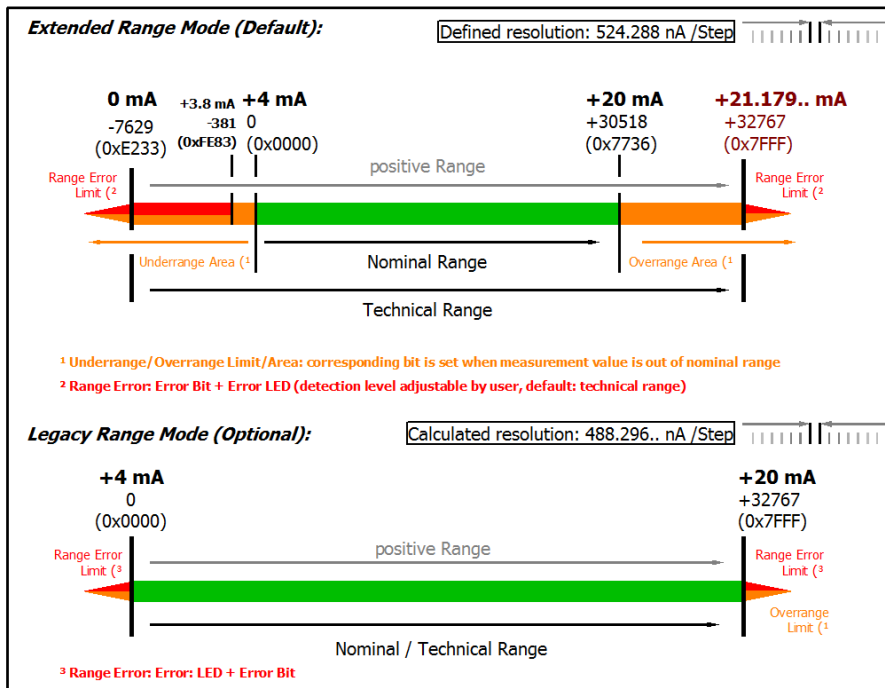 Extended Range Mode (Default):
Defined resolution: 524.288 nA /Step
0 mA
-7629
(0xE233)
+3.8 mA
-381
(0xFE83)
+4 mA
0
(0x0000)
+20 mA
+30518
(0x7736)
+21.179.. mA
+32767
(0x7FFF)
Range Error
Limit (²
positive Range
Range Error
Limit (²
Underrange Area (¹
Nominal Range
Overrange Area (¹
Technical Range
¹ Underrange/Overrange Limit/Area: corresponding bit is set when measurement value is out of nominal range
² Range Error: Error Bit + Error LED (detection level adjustable by user, default: technical range)
Legacy Range Mode (Optional):
Calculated resolution: 488.296.. nA /Step
+4 mA
0
(0x0000)
+20 mA
+32767
(0x7FFF)
Range Error
Limit (³
positive Range
Range Error
Limit (³
Overrange
Limit (¹
Nominal / Technical Range
³ Range Error: Error: LED + Error Bit